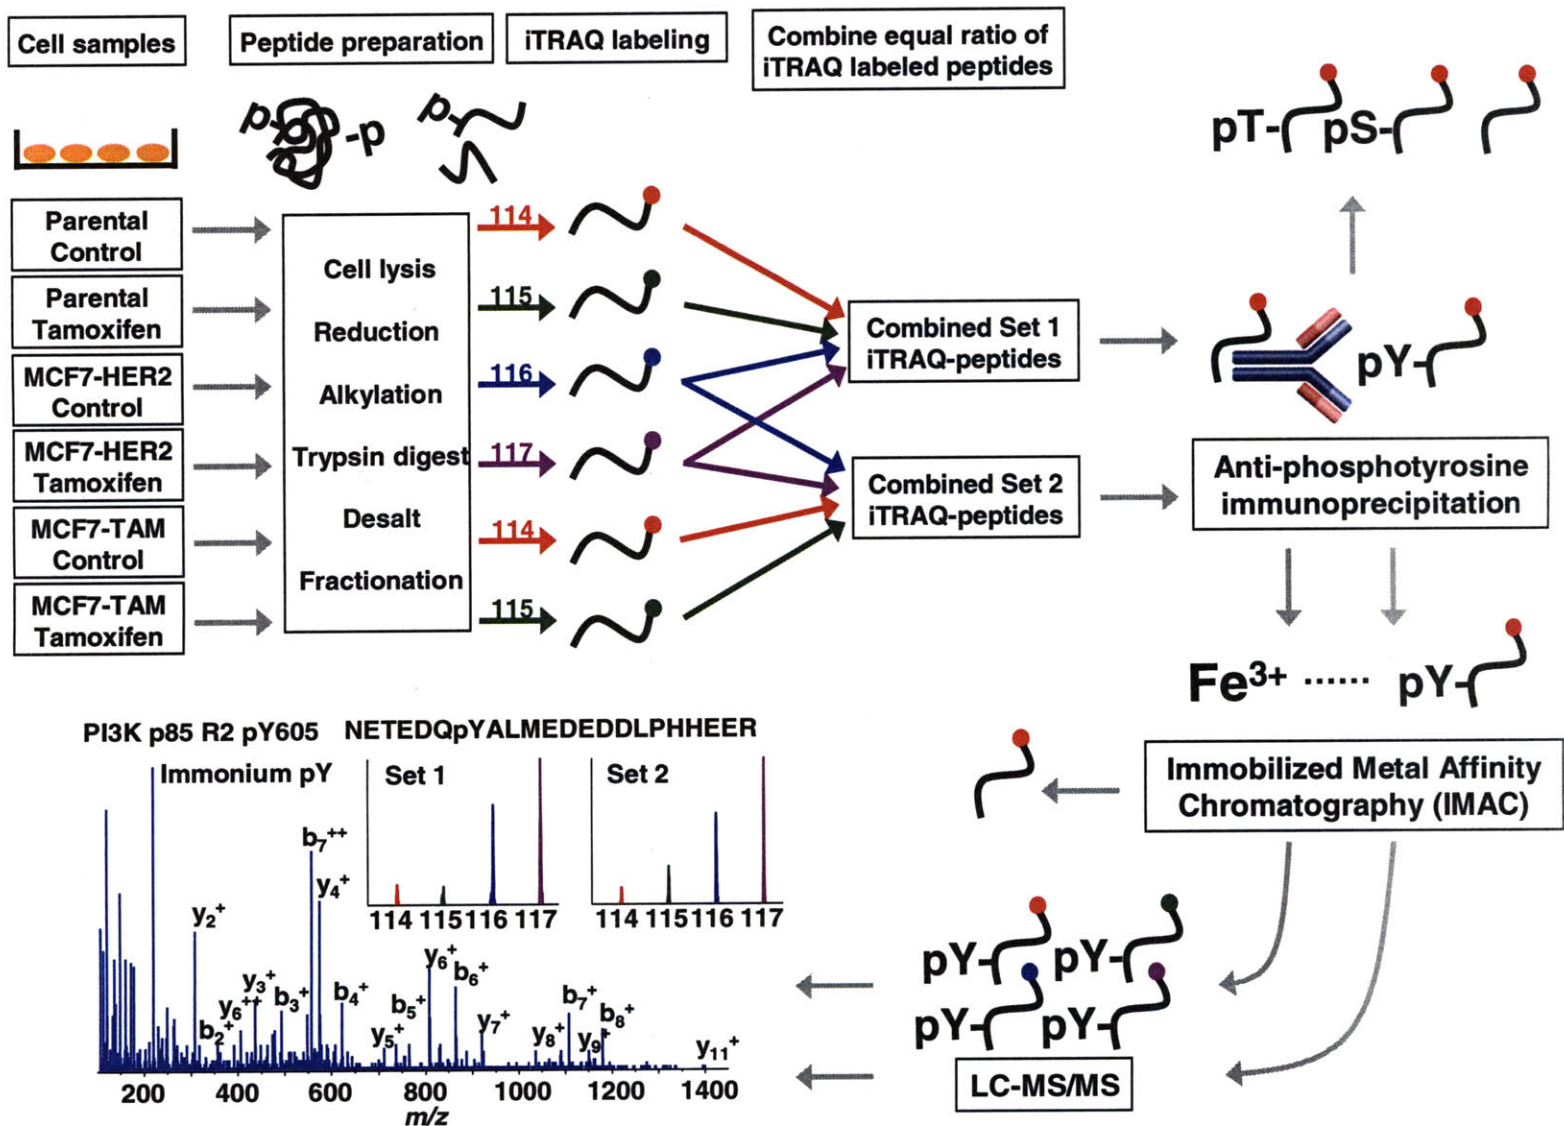 Cell samples
Peptide preparation
iTRAQ labeling
Combine equal ratio of
iTRAQ labeled peptides
p-
-p
p-
pT-
pS-
Parental
Control
Parental
Tamoxifen
MCF7-HER2
Control
MCF7-HER2
Tamoxifen
MCF7-TAM
Control
MCF7-TAM
Tamoxifen
Cell lysis
Reduction
Alkylation
Trypsin digest
Desalt
Fractionation
114
115
116
117
114
115
Combined Set 1
iTRAQ-peptides
Combined Set 2
iTRAQ-peptides
pY-
Anti-phosphotyrosine
immunoprecipitation
Fe³⁺ ...... pY-
Immobilized Metal Affinity
Chromatography (IMAC)
pY-
pY-
pY-
pY-
LC-MS/MS
PI3K p85 R2 pY605
NETEDQpYALMEDEDDLPHHEER
Immonium pY
Set 1
114 115 116 117
Set 2
114 115 116 117
b₇⁺⁺
y₄⁺
y₂⁺
y₆⁺
b₆⁺
y₃⁺
y₆⁺⁺
b₃⁺
b₄⁺
b₅⁺
b₂⁺
y₅⁺
y₇⁺
b₇⁺
b₈⁺
y₈⁺
y₉⁺
y₁₁⁺
200 400 600 800 1000 1200 1400
m/z